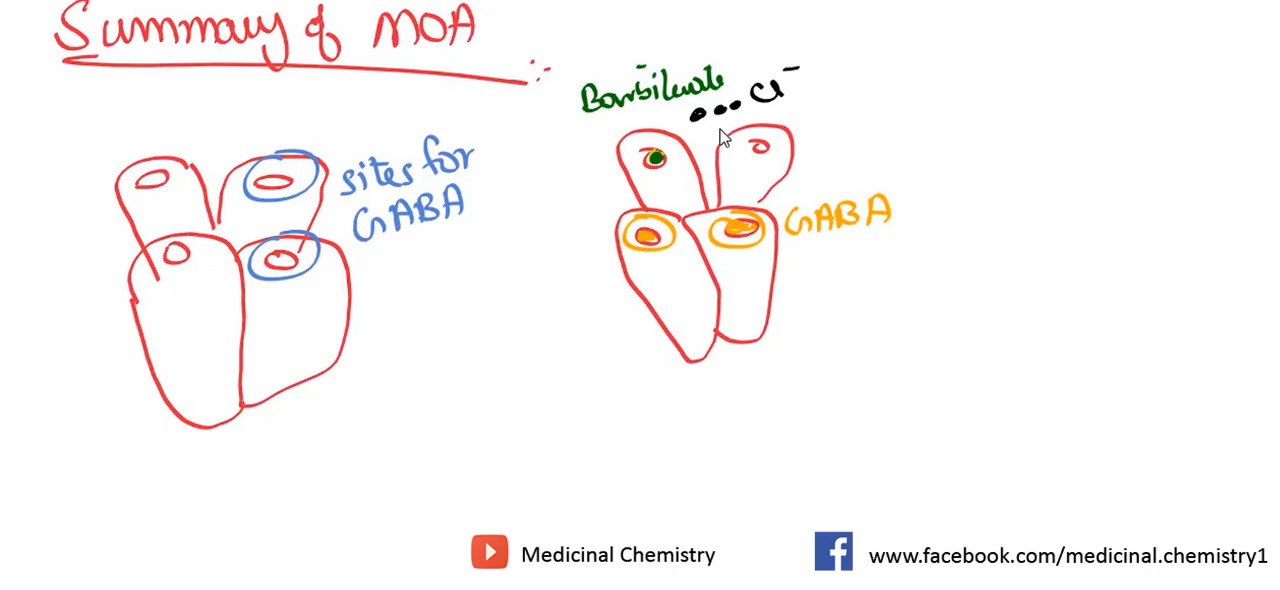 Summary of MOA :-
Barbiturate
Cl⁻
sites for
GABA
GABA
Medicinal Chemistry
www.facebook.com/medicinal.chemistry1